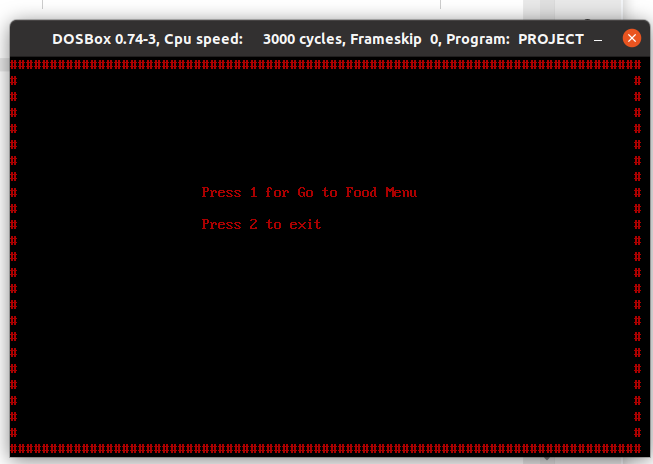 DOSBox 0.74-3, Cpu speed: 3000 cycles, Frameskip 0, Program: PROJECT
Press 1 for Go to Food Menu
Press 2 to exit